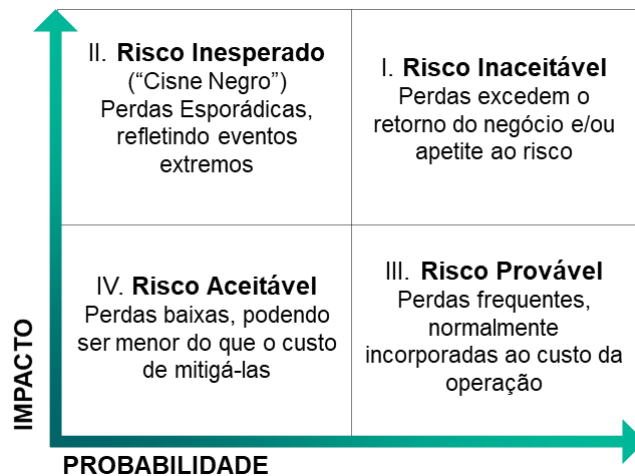 II. Risco Inesperado
(“Cisne Negro”)
Perdas Esporádicas,
refletindo eventos
extremos
I. Risco Inaceitável
Perdas excedem o
retorno do negócio e/ou
apetite ao risco
IV. Risco Aceitável
Perdas baixas, podendo
ser menor do que o custo
de mitigá-las
III. Risco Provável
Perdas frequentes,
normalmente
incorporadas ao custo da
operação
IMPACTO
PROBABILIDADE